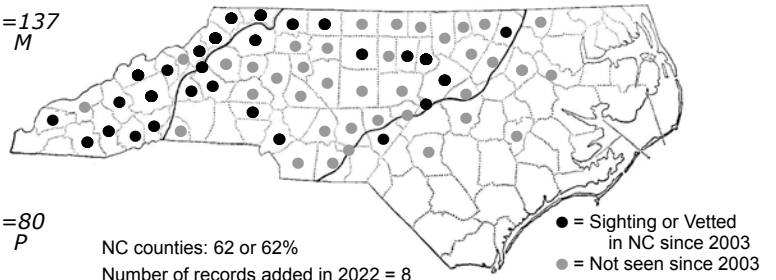 =137
M
=80
P
NC counties: 62 or 62%
Number of records added in 2022 = 8
= Sighting or Vetted
in NC since 2003
= Not seen since 2003